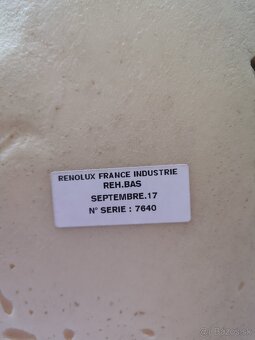 RENOLUX FRANCE INDUSTRIE
REH.BAS
SEPTEMBRE.17
N° SERIE : 7640